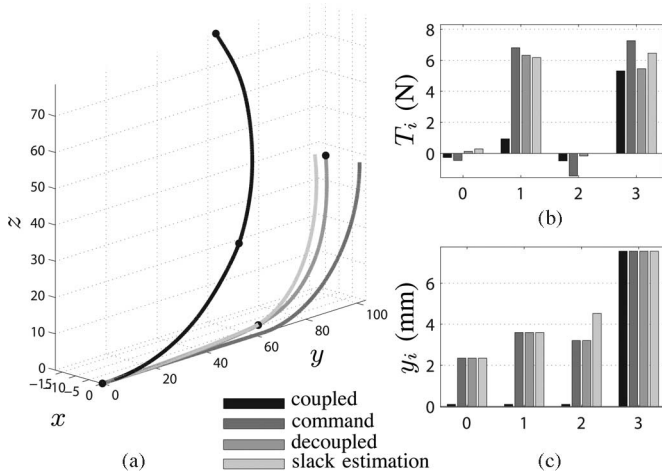 70
60
50
40
30
20
10
0
z
-15
-10
-5
0
x
0
20
40
60
80
100
y
(a)
coupled
command
decoupled
slack estimation
8
6
4
2
0
T_i (N)
0 1 2 3
(b)
6
4
2
0
y_i (mm)
0 1 2 3
(c)